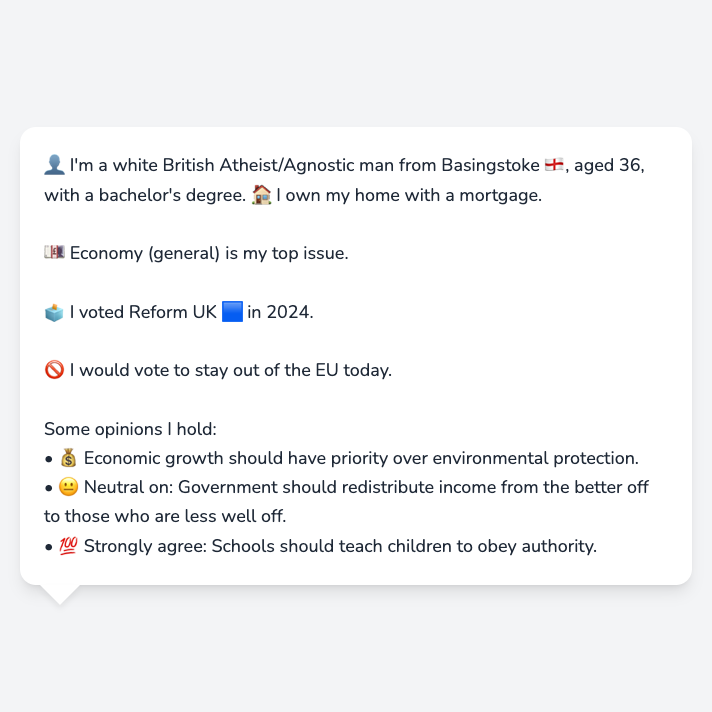 👤 I'm a white British Atheist/Agnostic man from Basingstoke 🏴󠁧󠁢󠁥󠁮󠁧󠁿, aged 36,
with a bachelor's degree. 🏠 I own my home with a mortgage.
💷 Economy (general) is my top issue.
🗳️ I voted Reform UK 🟦 in 2024.
🚫 I would vote to stay out of the EU today.
Some opinions I hold:
• 💰 Economic growth should have priority over environmental protection.
• 😐 Neutral on: Government should redistribute income from the better off
to those who are less well off.
• 💯 Strongly agree: Schools should teach children to obey authority.